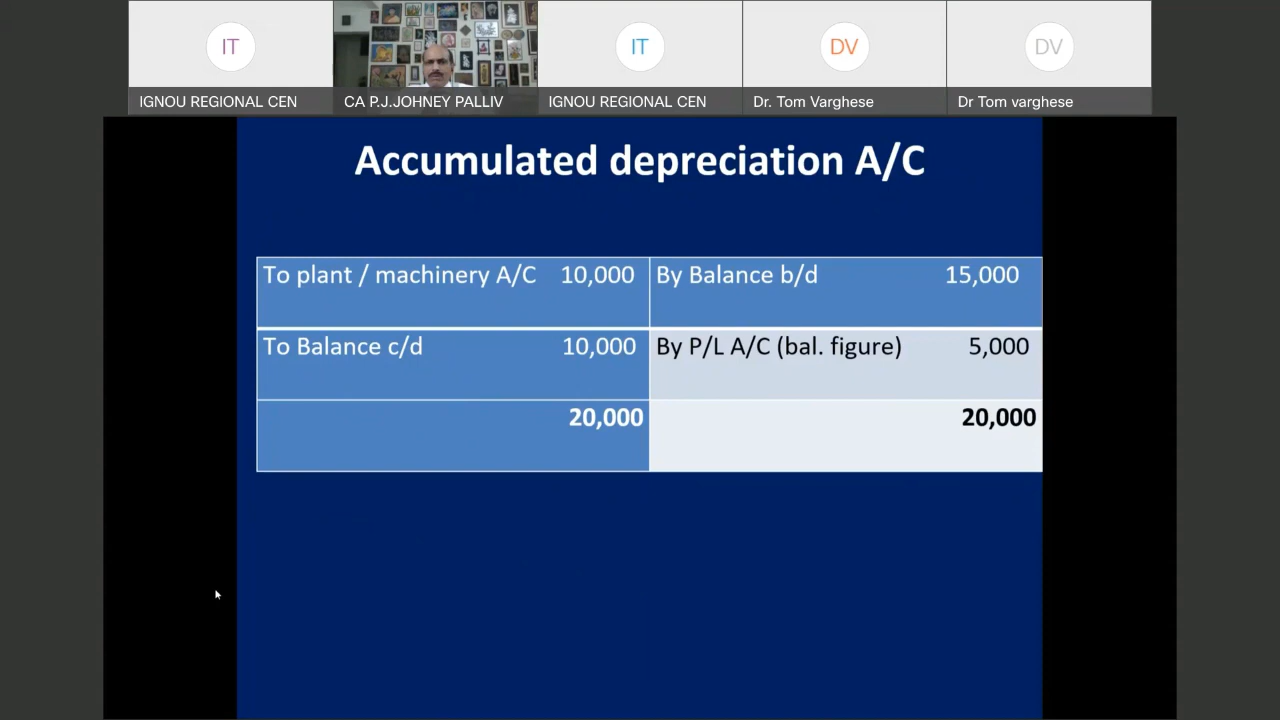 IT
IGNOU REGIONAL CEN
CA P.J.JOHNEY PALLIV
IT
IGNOU REGIONAL CEN
DV
Dr. Tom Varghese
DV
Dr Tom varghese
Accumulated depreciation A/C
To plant / machinery A/C 10,000 By Balance b/d 15,000
To Balance c/d 10,000 By P/L A/C (bal. figure) 5,000
20,000 20,000